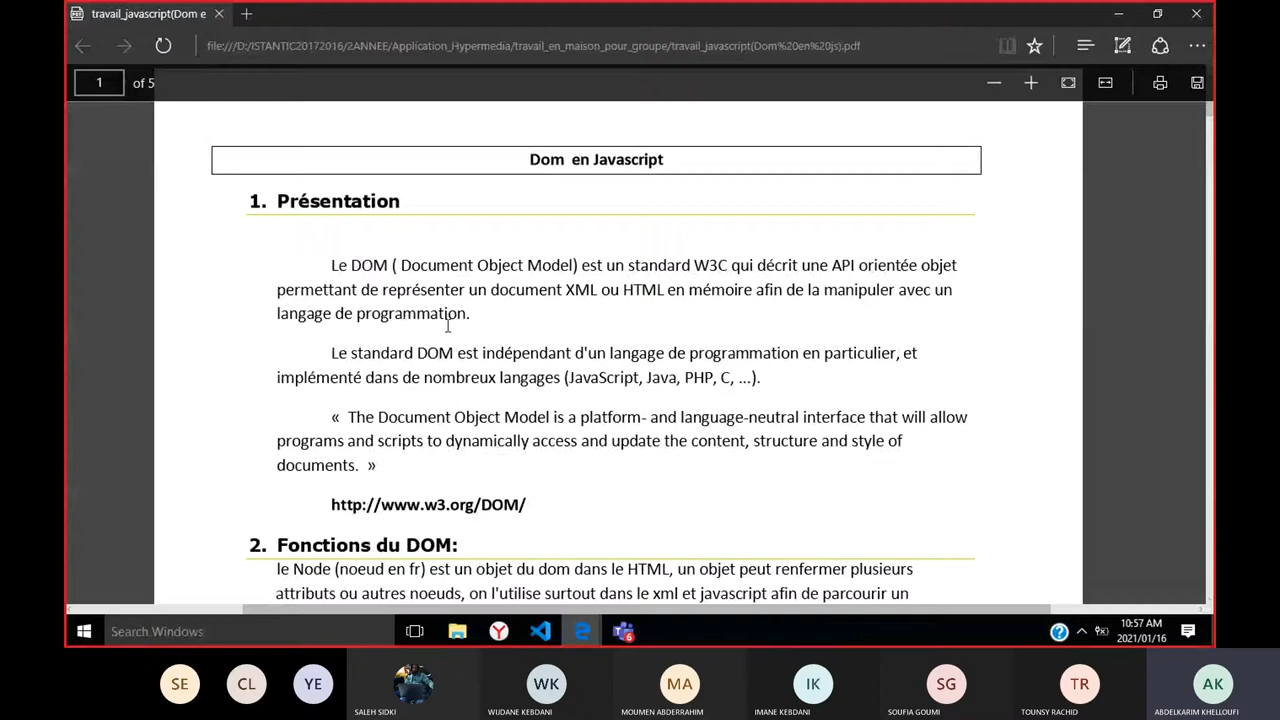 travail_javascript(Dom e
file:///D:/ISTANTIC20172016/2ANNEE/Application_Hypermedia/travail_en_maison_pour_groupe/travail_javascript(Dom%20en%20js).pdf
1 of 5
Dom en Javascript
1. Présentation
Le DOM ( Document Object Model) est un standard W3C qui décrit une API orientée objet
permettant de représenter un document XML ou HTML en mémoire afin de la manipuler avec un
langage de programmation.
Le standard DOM est indépendant d'un langage de programmation en particulier, et
implémenté dans de nombreux langages (JavaScript, Java, PHP, C, ...).
« The Document Object Model is a platform- and language-neutral interface that will allow
programs and scripts to dynamically access and update the content, structure and style of
documents. »
http://www.w3.org/DOM/
2. Fonctions du DOM:
le Node (noeud en fr) est un objet du dom dans le HTML, un objet peut renfermer plusieurs
attributs ou autres noeuds, on l'utilise surtout dans le xml et javascript afin de parcourir un
Search Windows
6
10:57 AM
2021/01/16
SE CL YE WK MA IK SG TR AK
SALEH SIDKI WIJDANE KEBDANI MOUMEN ABDERRAHIM IMANE KEBDANI SOUFIA GOUMI TOUNSY RACHID ABDELKARIM KHELLOUFI